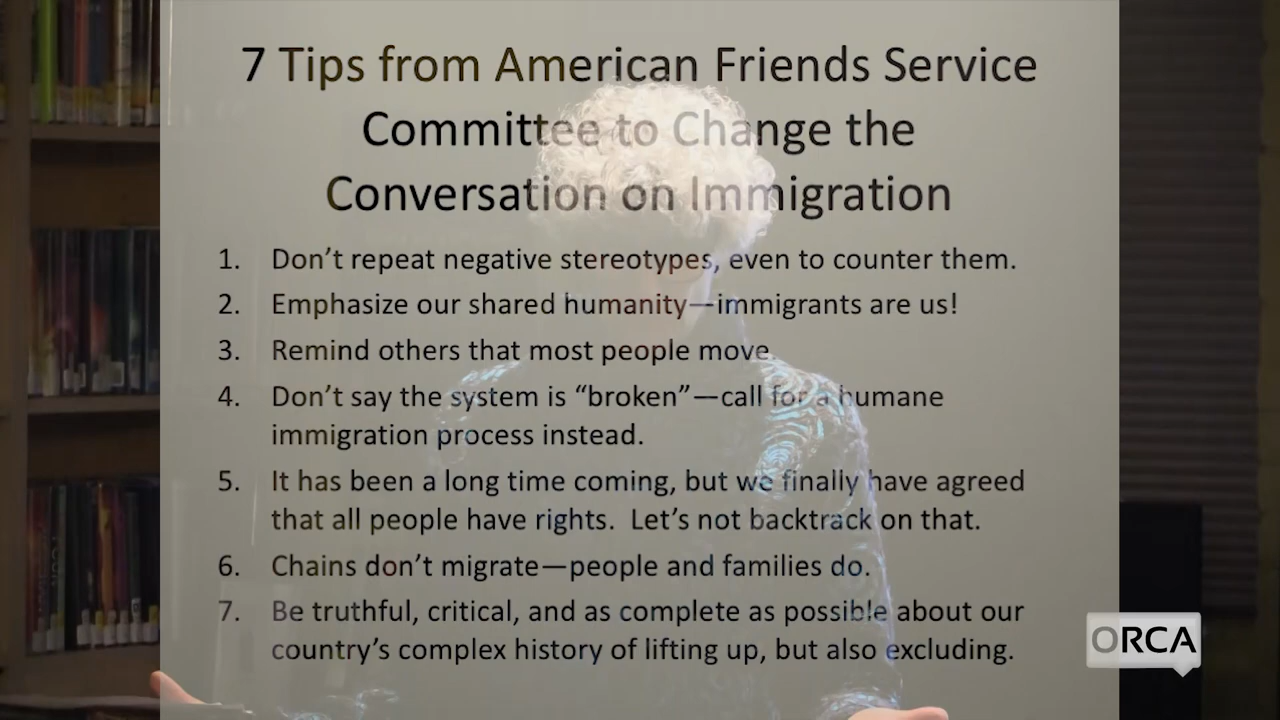 7 Tips from American Friends Service
Committee to Change the
Conversation on Immigration
1. Don’t repeat negative stereotypes, even to counter them.
2. Emphasize our shared humanity—immigrants are us!
3. Remind others that most people move.
4. Don’t say the system is “broken”—call for a humane
immigration process instead.
5. It has been a long time coming, but we finally have agreed
that all people have rights.  Let’s not backtrack on that.
6. Chains don’t migrate—people and families do.
7. Be truthful, critical, and as complete as possible about our
country’s complex history of lifting up, but also excluding.
ORCA